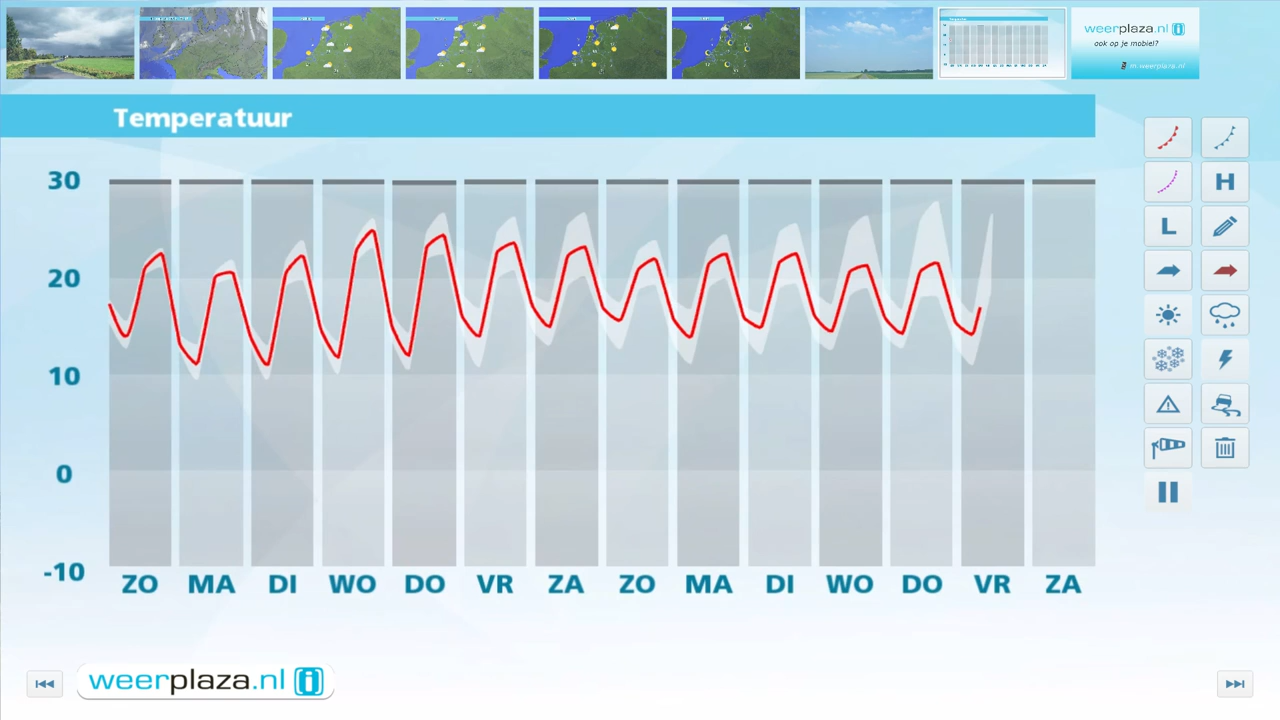 weerplaza.nl
ook op je mobiel?
m.weerplaza.nl
Temperatuur
30
20
10
0
-10
ZO MA DI WO DO VR ZA ZO MA DI WO DO VR ZA
H
L
weerplaza.nl